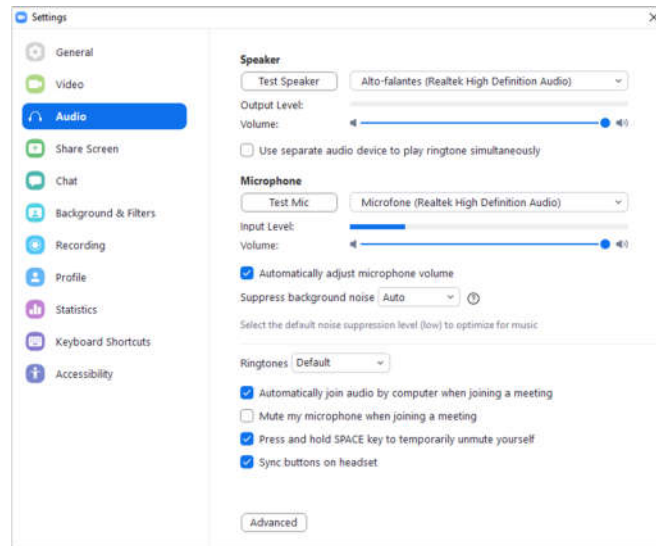 Settings
General
Video
Audio
Share Screen
Chat
Background & Filters
Recording
Profile
Statistics
Keyboard Shortcuts
Accessibility
Speaker
Test Speaker
Alto-falantes (Realtek High Definition Audio)
Output Level:
Volume:
Use separate audio device to play ringtone simultaneously
Microphone
Test Mic
Microfone (Realtek High Definition Audio)
Input Level:
Volume:
Automatically adjust microphone volume
Suppress background noise Auto
Select the default noise suppression level (low) to optimize for music
Ringtones Default
Automatically join audio by computer when joining a meeting
Mute my microphone when joining a meeting
Press and hold SPACE key to temporarily unmute yourself
Sync buttons on headset
Advanced